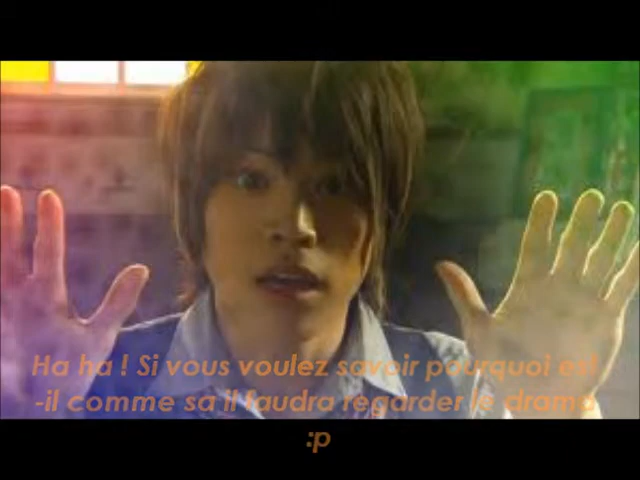 Ha ha ! Si vous voulez savoir pourquoi est
-il comme sa il faudra regarder le drama
:p